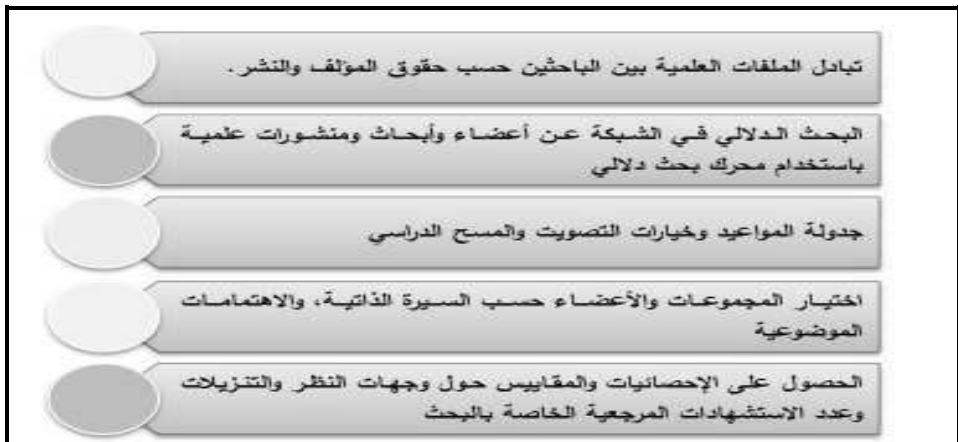 تبادل الملفات العلمية بين الباحثين حسب حقوق المؤلف والنشر.
البحث الدلالي في الشبكة عن أعضاء وأبحاث ومنشورات علمية
باستخدام محرك بحث دلالي
جدولة المواعيد وخيارات التصويت والمسح الدراسي
اختيار المجموعات والأعضاء حسب السيرة الذاتية، والاهتمامات
الموضوعية
الحصول على الإحصائيات والمقاييس حول وجهات النظر والتنزيلات
وعدد الاستشهادات المرجعية الخاصة بالبحث